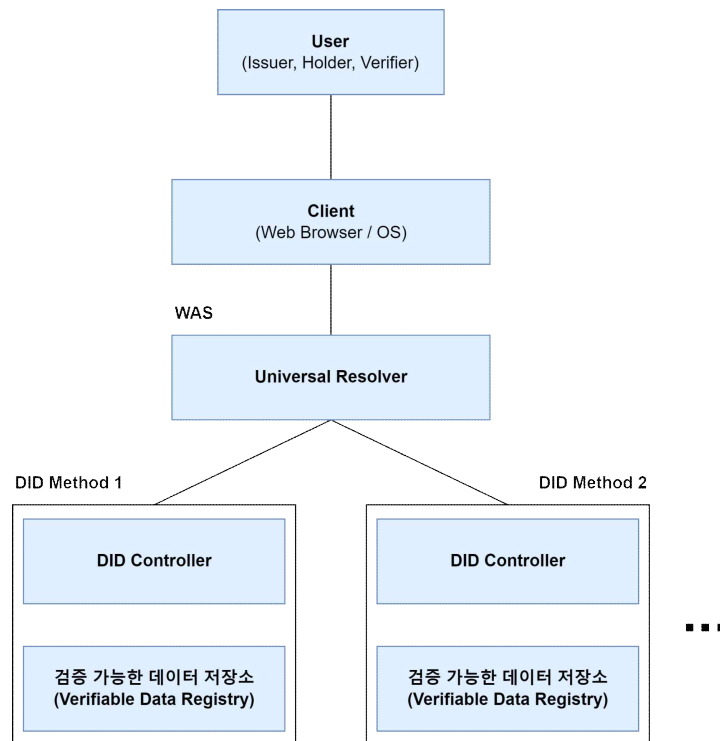 User
(Issuer, Holder, Verifier)
Client
(Web Browser / OS)
WAS
Universal Resolver
DID Method 1
DID Method 2
DID Controller
DID Controller
검증 가능한 데이터 저장소
(Verifiable Data Registry)
검증 가능한 데이터 저장소
(Verifiable Data Registry)